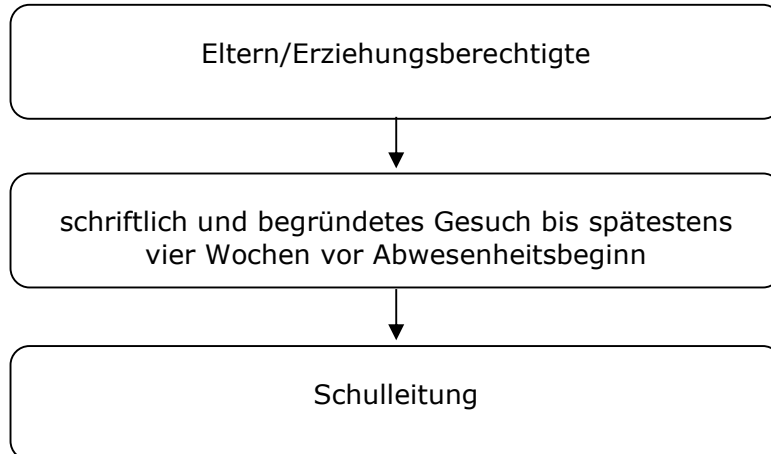 Eltern/Erziehungsberechtigte
schriftlich und begründetes Gesuch bis spätestens
vier Wochen vor Abwesenheitsbeginn
Schulleitung